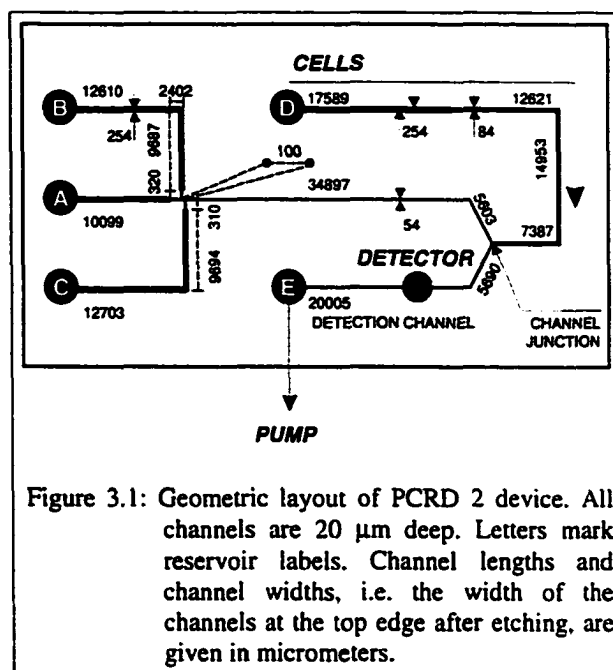 CELLS
B
12610
2402
D
17589
12621
254
9687
254
84
320
100
14953
A
34897
10099
310
54
5603
7387
9694
DETECTOR
C
E
5690
12703
20005
DETECTION CHANNEL
CHANNEL
JUNCTION
PUMP
Figure 3.1: Geometric layout of PCRD 2 device. All
channels are 20 µm deep. Letters mark
reservoir labels. Channel lengths and
channel widths, i.e. the width of the
channels at the top edge after etching, are
given in micrometers.